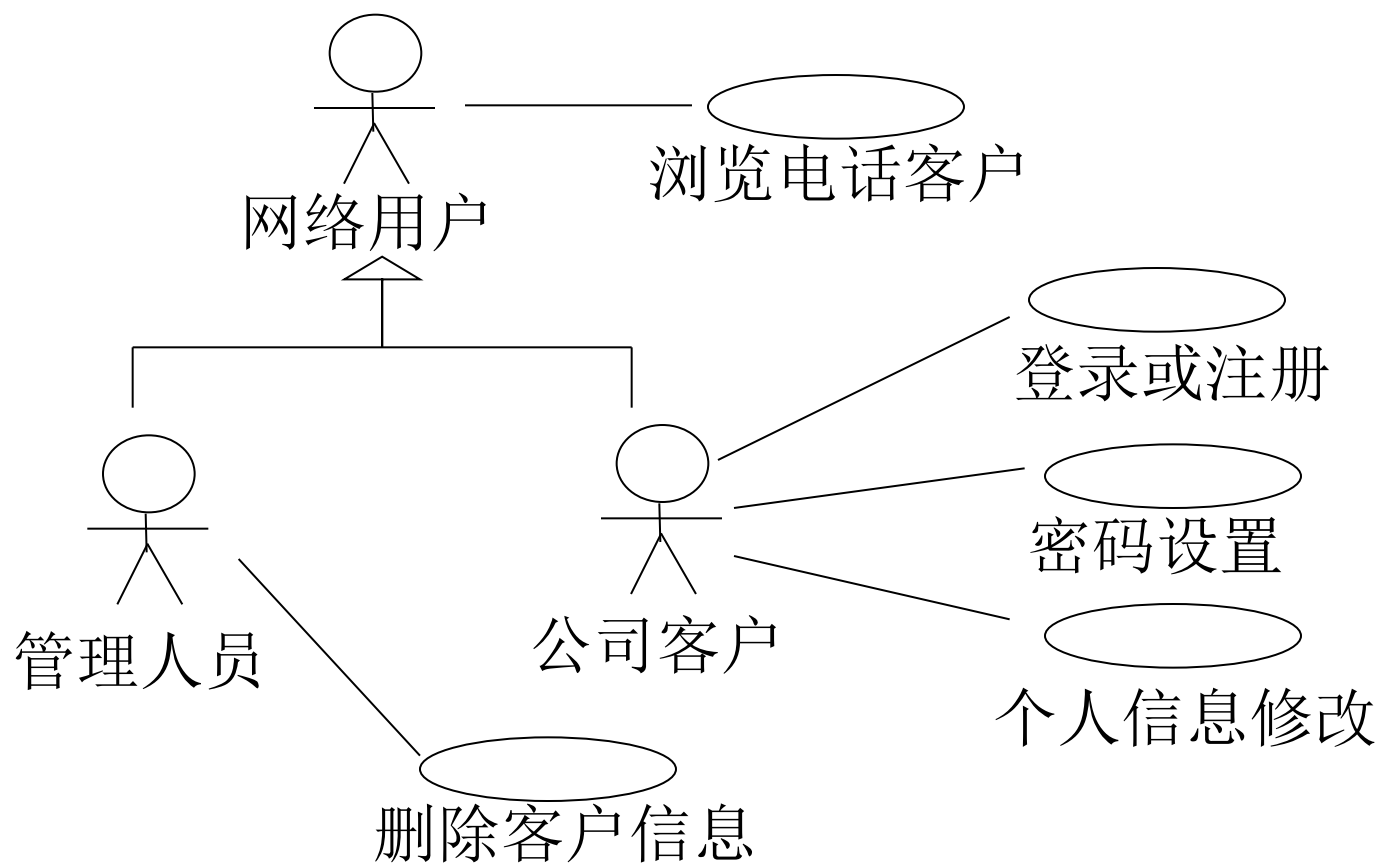 浏览电话客户
网络用户
登录或注册
密码设置
管理人员
公司客户
个人信息修改
删除客户信息